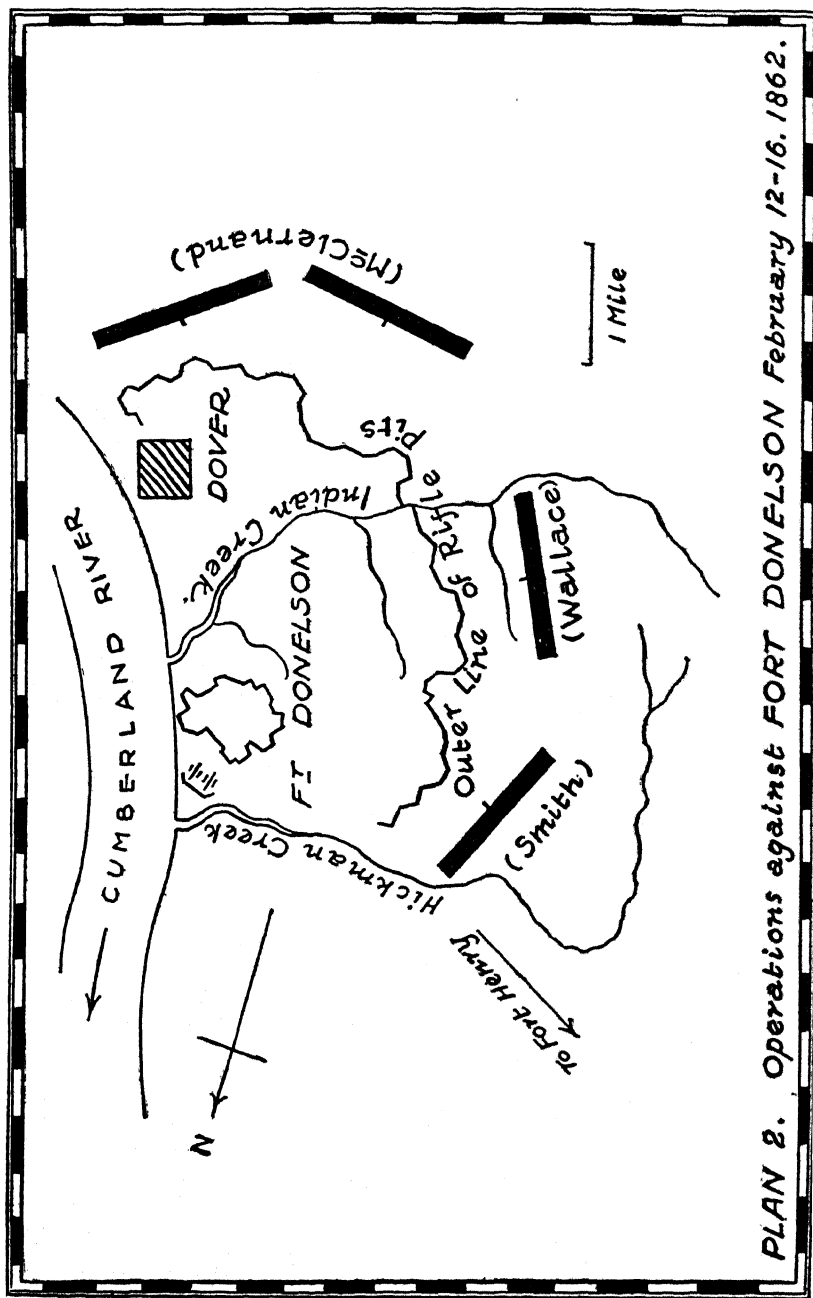 CUMBERLAND RIVER
DOVER
(McClernand)
Indian Creek.
FT DONELSON
Outer line of Rifle Pits
Hickman Creek
(Wallace)
(Smith)
To Fort Henry
N
1 Mile
PLAN 2. Operations against FORT DONELSON February 12-16. 1862.